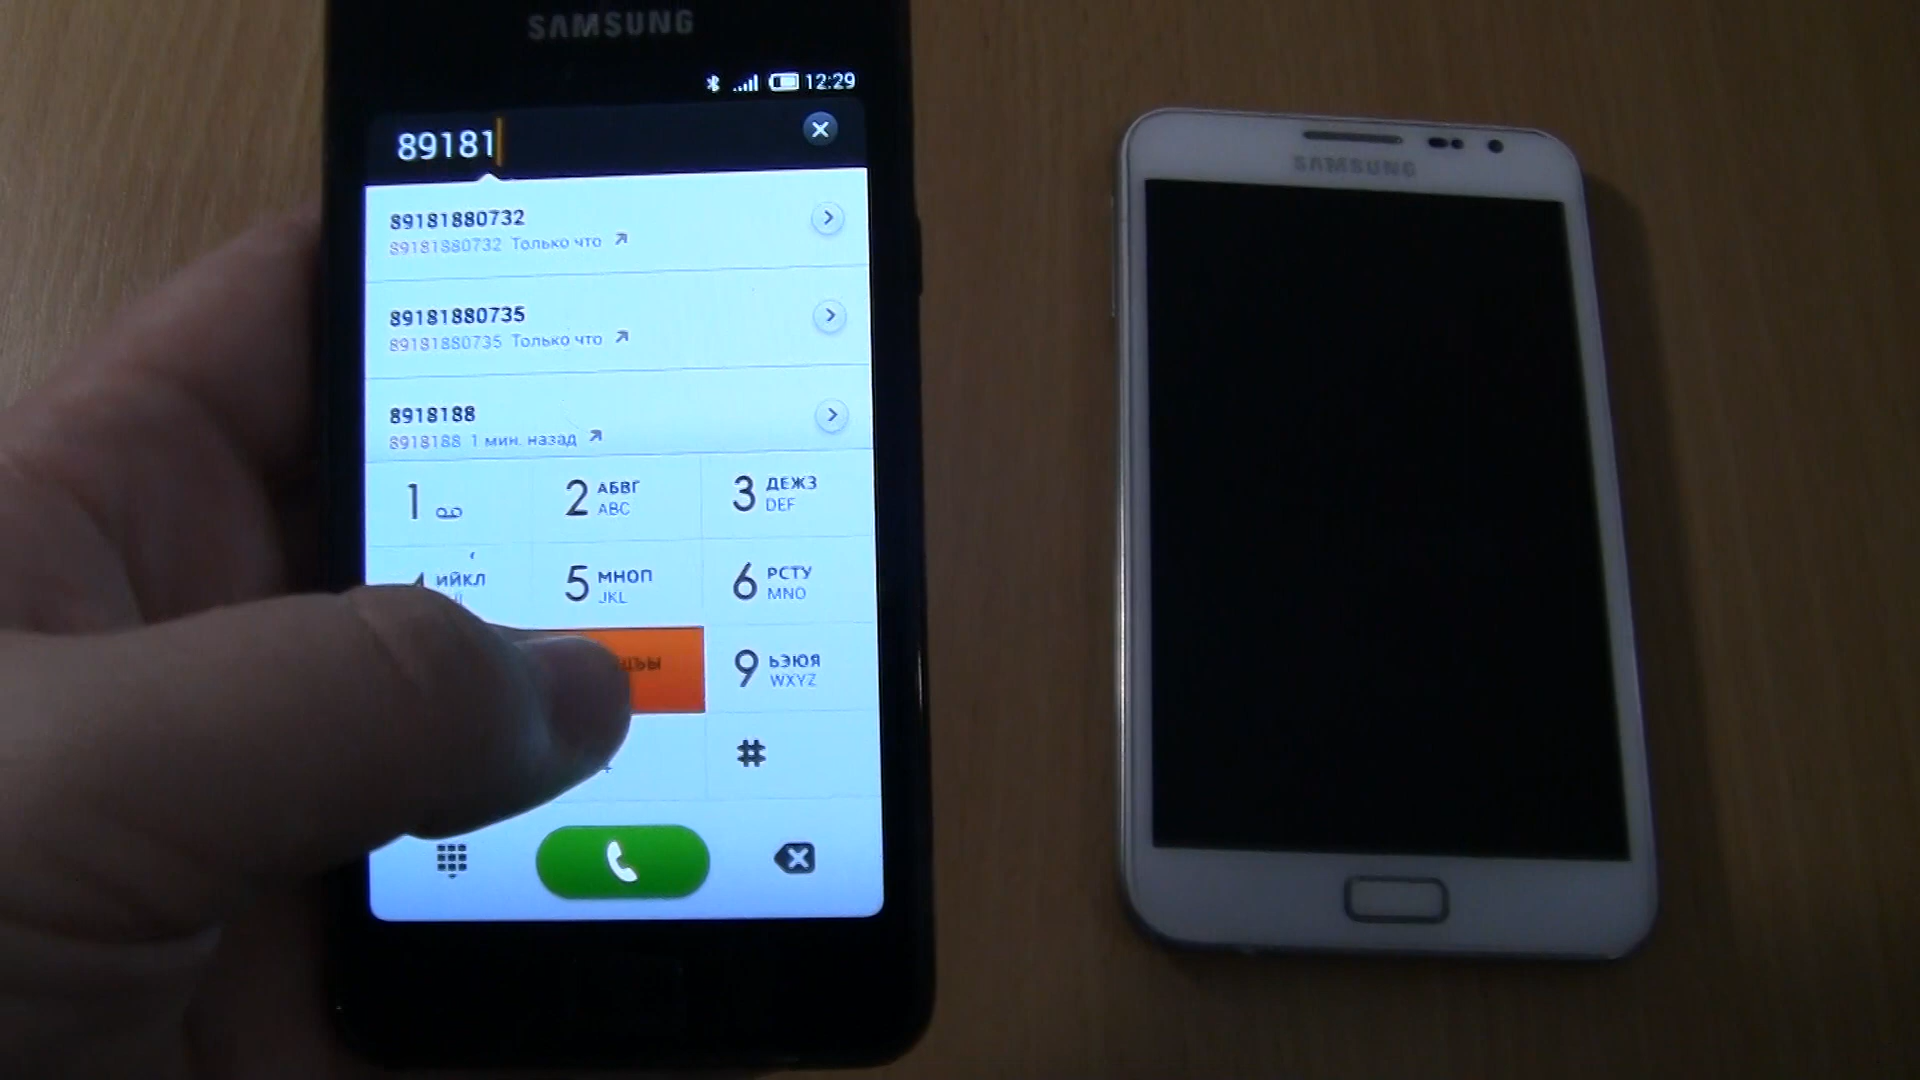 SAMSUNG
12:29
89181
89181880732
89181880732 Только что
89181880735
89181880735 Только что
8918188
8918188 1 мин. назад
1
2 АБВГ
ABC
3 ДЕЖЗ
DEF
4 ИЙКЛ
5 МНОП
JKL
6 РСТУ
MNO
9 ЬЭЮЯ
WXYZ
#
SAMSUNG